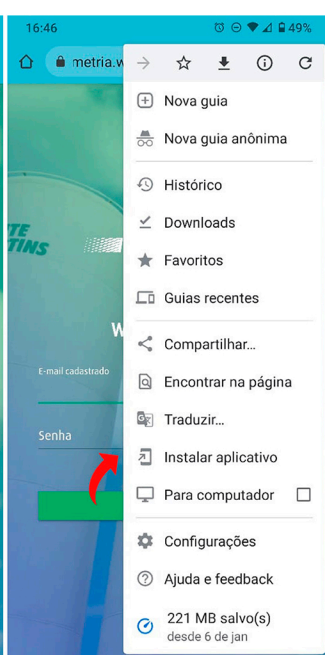 16:46
49%
metria.w
Nova guia
Nova guia anônima
Histórico
Downloads
Favoritos
Guias recentes
TE
TINS
W
Compartilhar...
E-mail cadastrado
Encontrar na página
Traduzir...
Senha
Instalar aplicativo
Para computador
Configurações
Ajuda e feedback
221 MB salvo(s)
desde 6 de jan